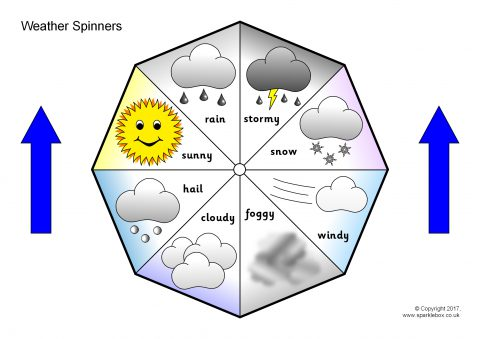 Weather Spinners
rain
stormy
sunny
snow
hail
cloudy
foggy
windy
© Copyright 2017,
www.sparklebox.co.uk